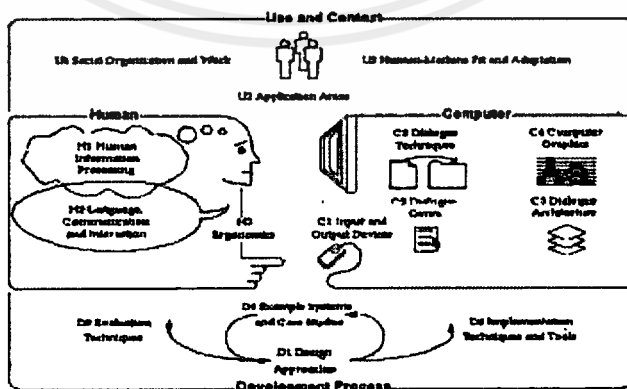 Use and Context
U1 Social Organization and Work
U3 Human-Machine Fit and Adaptation
U2 Application Areas
Human
Computer
H1 Human
Information
Processing
H2 Language,
Communication
and Interaction
H3
Ergonomics
C1 Input and
Output Devices
C2 Dialogue
Techniques
C3 Dialogue
Genre
C4 Computer
Graphics
C5 Dialogue
Architecture
D3 Evaluation
Techniques
D4 Example Systems
and Case Studies
D2 Implementation
Techniques and Tools
D1 Design
Approaches
Development Process